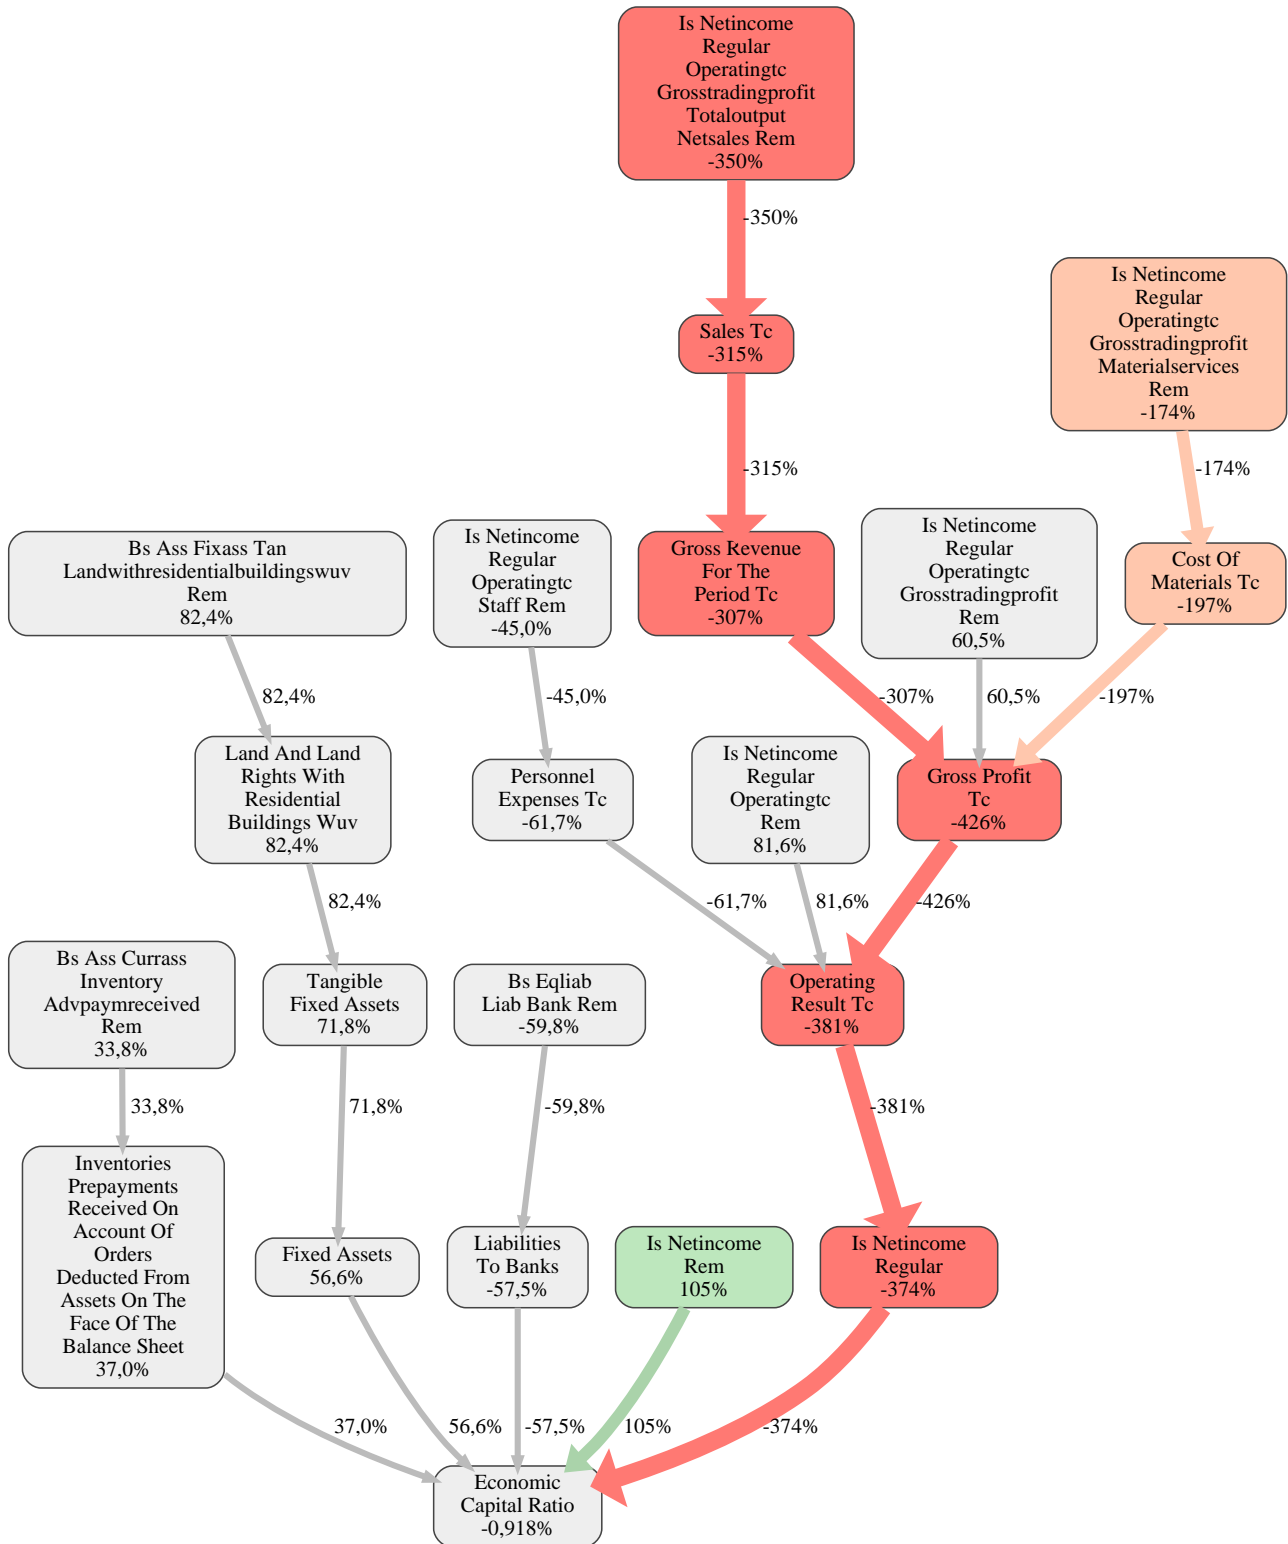 Is Netincome
Regular
Operatingtc
Grosstradingprofit
Totaloutput
Netsales Rem
-350%
-350%
Is Netincome
Regular
Operatingtc
Grosstradingprofit
Materialservices
Rem
-174%
Sales Tc
-315%
-315%
-174%
Bs Ass Fixass Tan
Landwithresidentialbuildingswuv
Rem
82,4%
Is Netincome
Regular
Operatingtc
Staff Rem
-45,0%
Gross Revenue
For The
Period Tc
-307%
Is Netincome
Regular
Operatingtc
Grosstradingprofit
Rem
60,5%
Cost Of
Materials Tc
-197%
82,4%
-45,0%
-307%
60,5%
-197%
Land And Land
Rights With
Residential
Buildings Wuv
82,4%
Personnel
Expenses Tc
-61,7%
Is Netincome
Regular
Operatingtc
Rem
81,6%
Gross Profit
Tc
-426%
82,4%
-61,7%
81,6%
-426%
Bs Ass Currass
Inventory
Advpaymreceived
Rem
33,8%
Tangible
Fixed Assets
71,8%
Bs Eqliab
Liab Bank Rem
-59,8%
Operating
Result Tc
-381%
33,8%
71,8%
-59,8%
-381%
Inventories
Prepayments
Received On
Account Of
Orders
Deducted From
Assets On The
Face Of The
Balance Sheet
37,0%
Fixed Assets
56,6%
Liabilities
To Banks
-57,5%
Is Netincome
Rem
105%
Is Netincome
Regular
-374%
37,0%
56,6%
-57,5%
105%
-374%
Economic
Capital Ratio
-0,918%